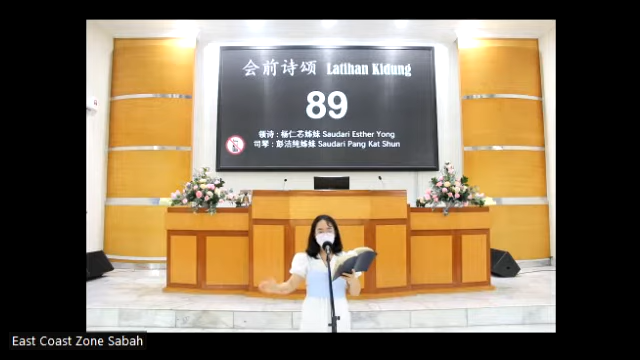 会前诗颂 Latihan Kidung
89
领诗 : 杨仁芯姊妹 Saudari Esther Yong
司琴 : 彭洁纯姊妹 Saudari Pang Kat Shun
East Coast Zone Sabah